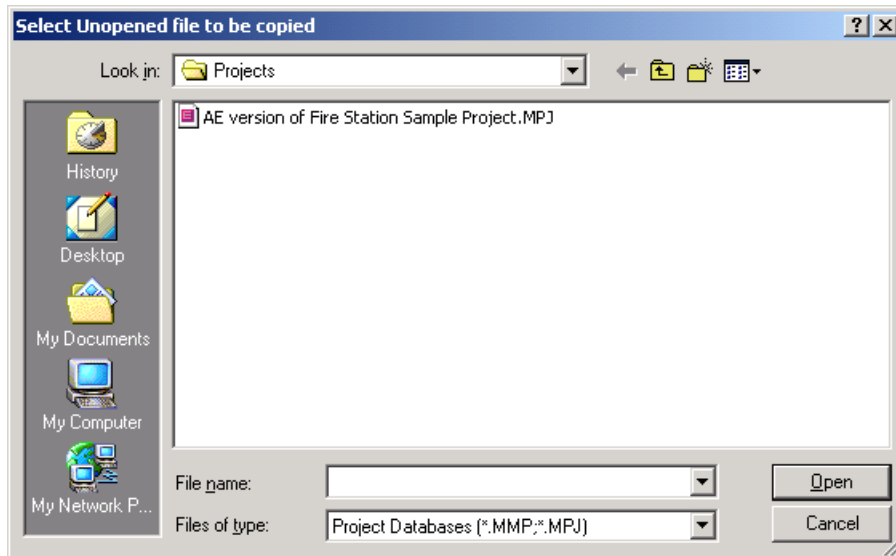 Select Unopened file to be copied
Look in: Projects
AE version of Fire Station Sample Project.MPJ
History
Desktop
My Documents
My Computer
My Network P...
File name:
Open
Files of type: Project Databases (*.MMP;*.MPJ)
Cancel